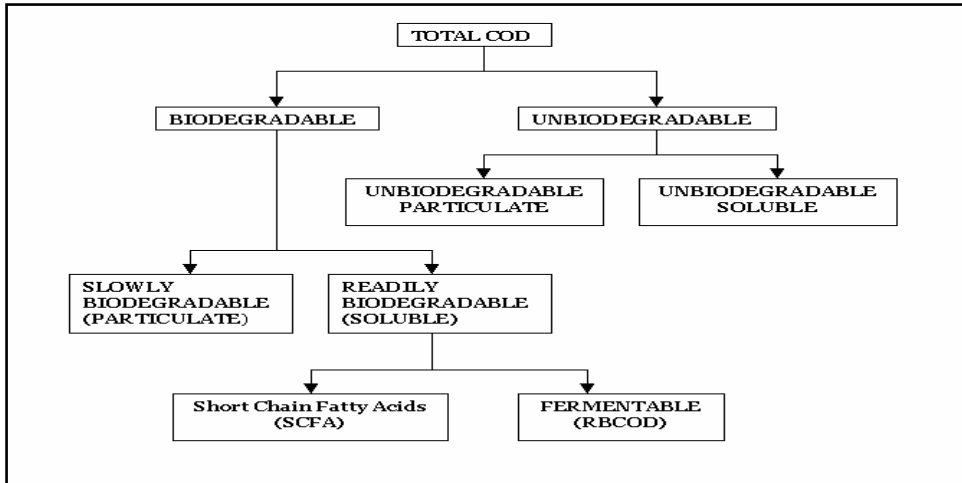 TOTAL COD
BIODEGRADABLE
UNBIODEGRADABLE
UNBIODEGRADABLE
PARTICULATE
UNBIODEGRADABLE
SOLUBLE
SLOWLY
BIODEGRADABLE
(PARTICULATE)
READILY
BIODEGRADABLE
(SOLUBLE)
Short Chain Fatty Acids
(SCFA)
FERMENTABLE
(RBCOD)